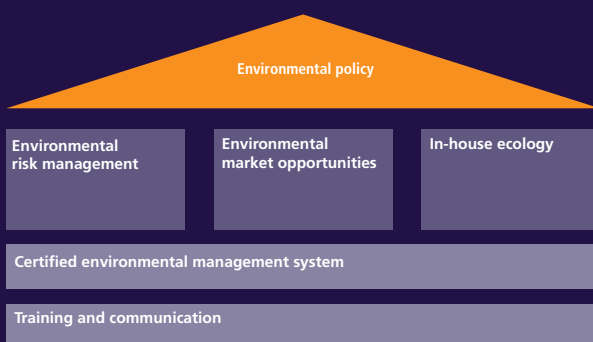 Environmental policy
Environmental
risk management
Environmental
market opportunities
In-house ecology
Certified environmental management system
Training and communication